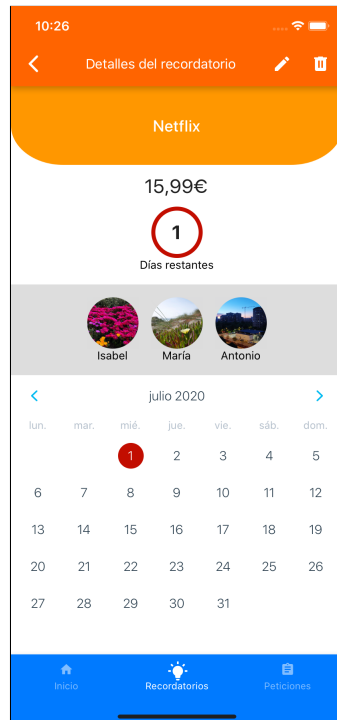 10:26
Detalles del recordatorio
Netflix
15,99€
1
Días restantes
Isabel María Antonio
julio 2020
lun. mar. mié. jue. vie. sáb. dom.
1 2 3 4 5
6 7 8 9 10 11 12
13 14 15 16 17 18 19
20 21 22 23 24 25 26
27 28 29 30 31
Inicio Recordatorios Peticiones